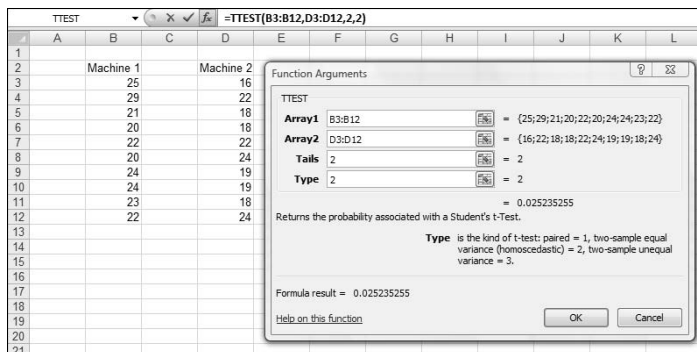 TTEST
fx =TTEST(B3:B12,D3:D12,2,2)
A B C D E F G H I J K L
1
2 Machine 1 Machine 2
3 25 16
4 29 22
5 21 18
6 20 18
7 22 22
8 20 24
9 24 19
10 24 19
11 23 18
12 22 24
13
14
15
16
17
18
19
20
21
Function Arguments
TTEST
Array1 B3:B12 = {25;29;21;20;22;20;24;24;23;22}
Array2 D3:D12 = {16;22;18;18;22;24;19;19;18;24}
Tails 2 = 2
Type 2 = 2
= 0.025235255
Returns the probability associated with a Student's t-Test.
Type is the kind of t-test: paired = 1, two-sample equal
variance (homoscedastic) = 2, two-sample unequal
variance = 3.
Formula result = 0.025235255
Help on this function
OK Cancel